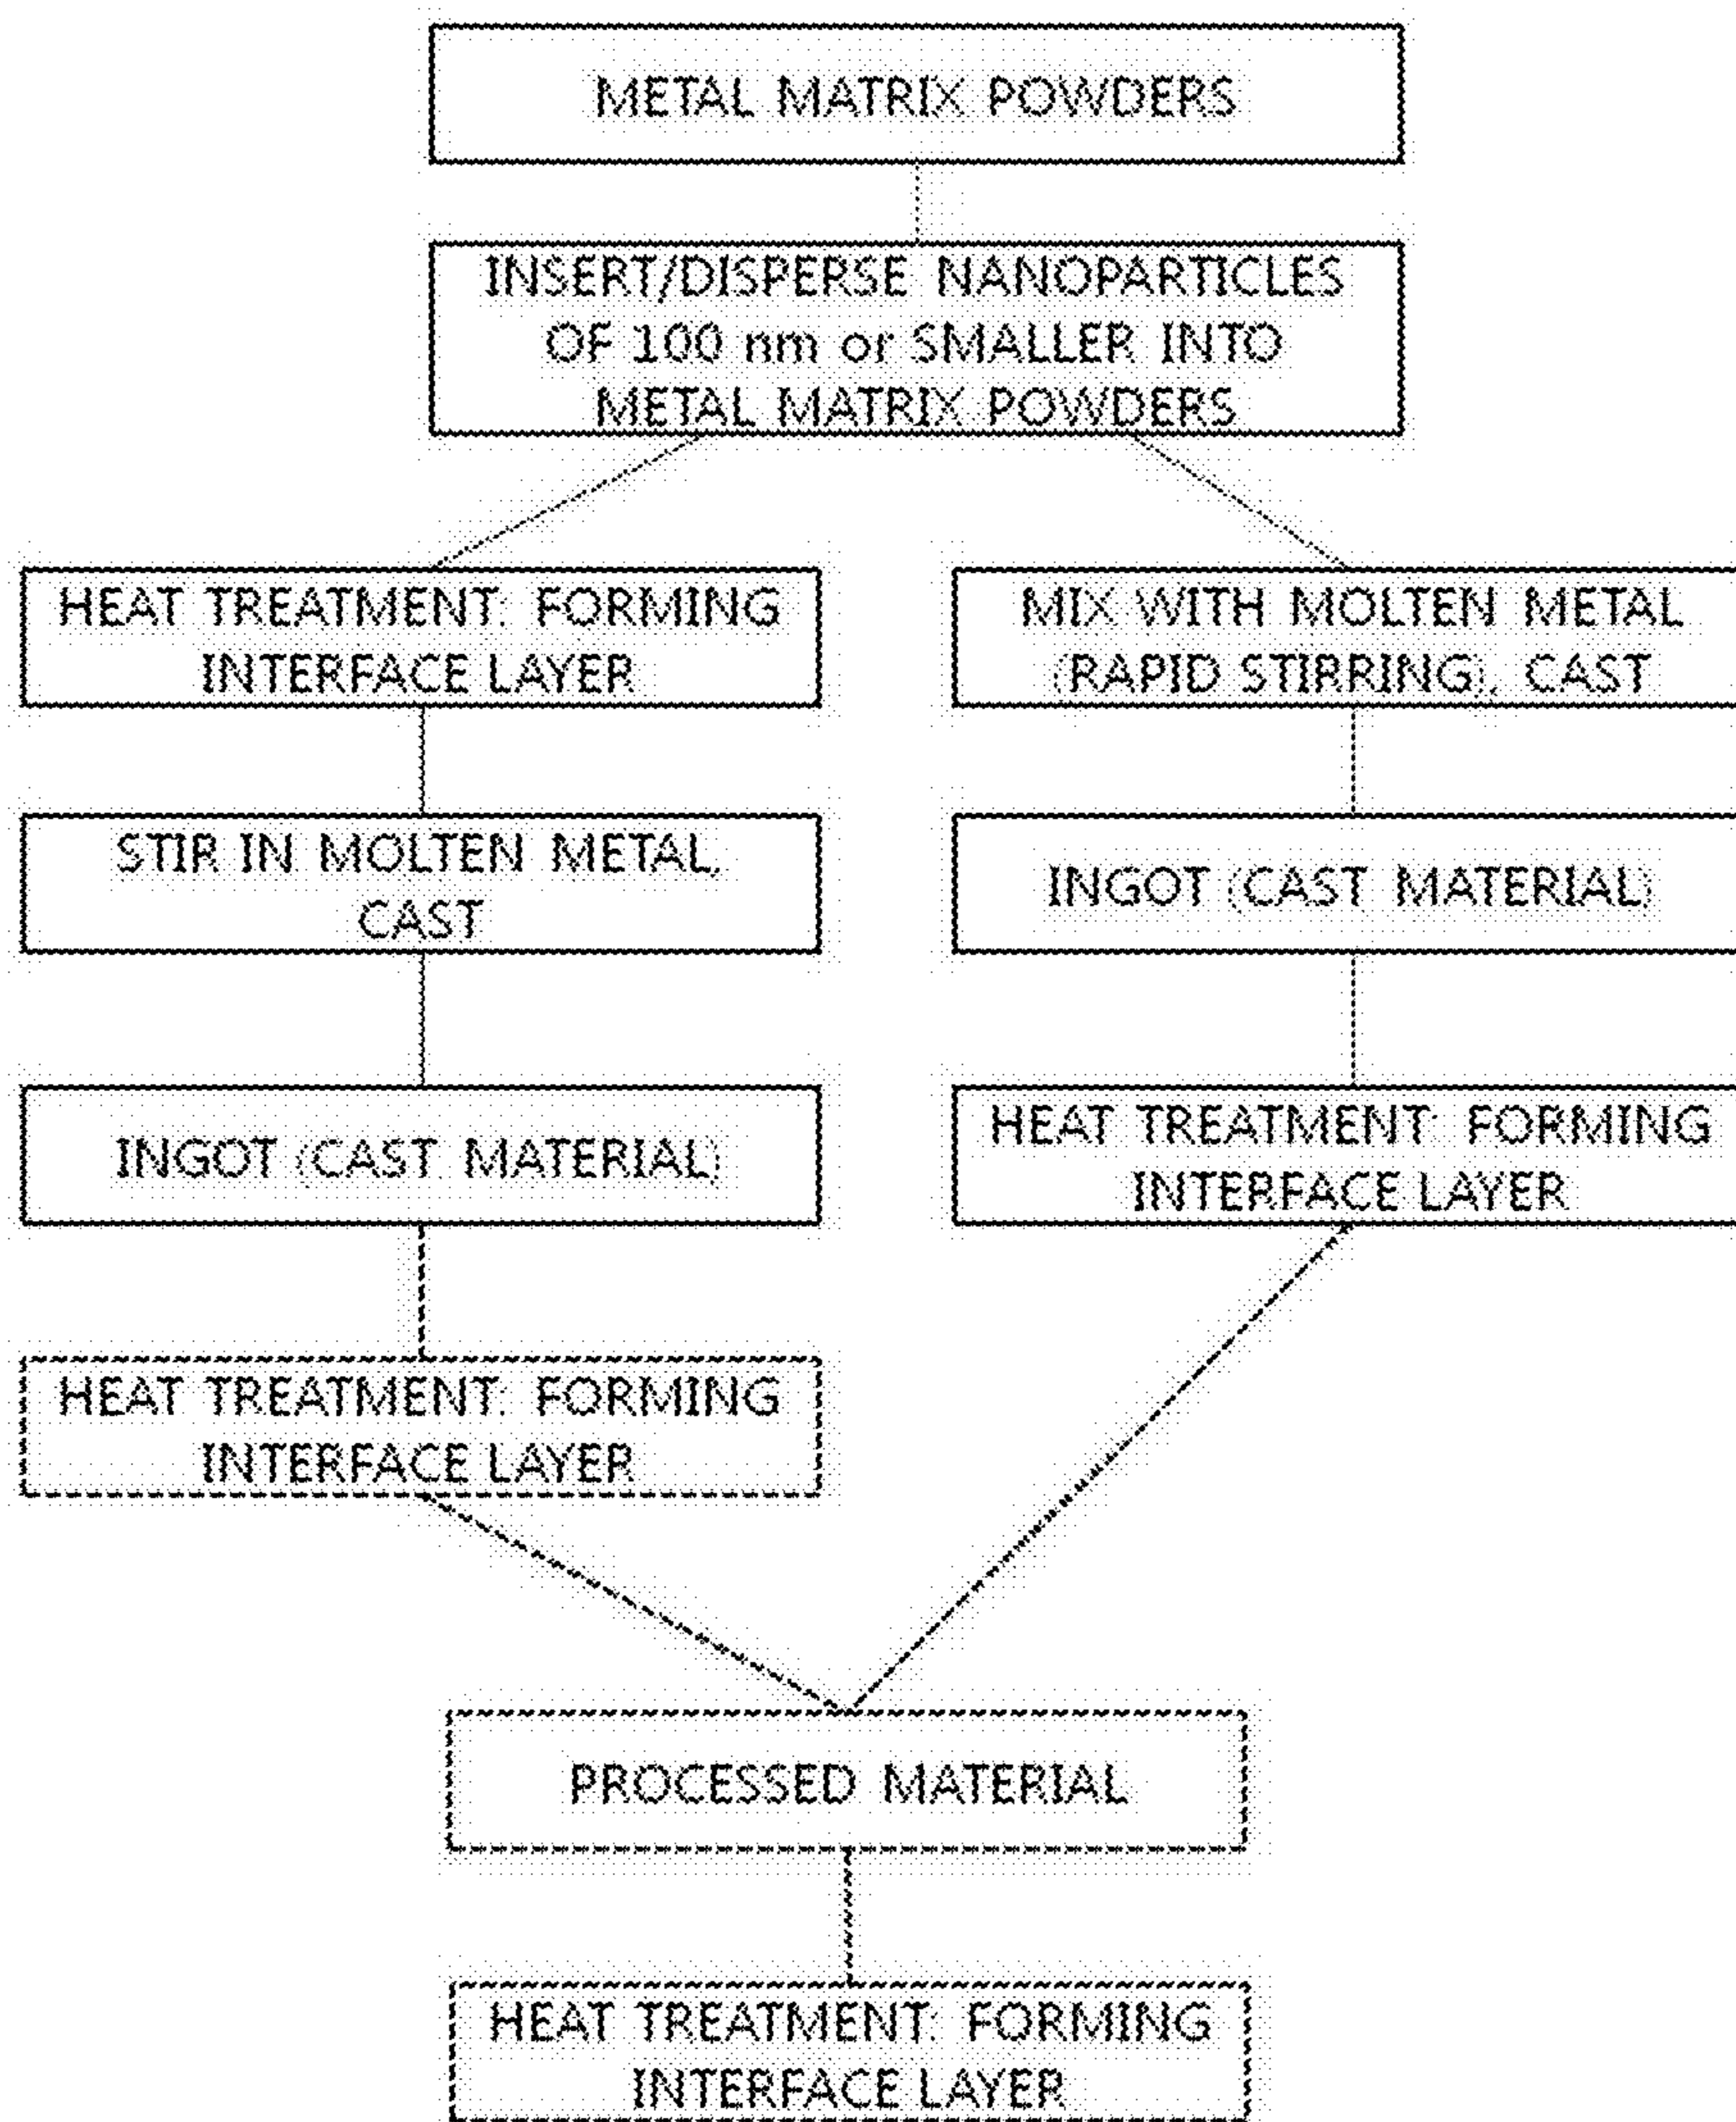 METAL MATRIX POWDERS
INSERT/DISPERSE NANOPARTICLES
OF 100 nm or SMALLER INTO
METAL MATRIX POWDERS
HEAT TREATMENT: FORMING
INTERFACE LAYER
MIX WITH MOLTEN METAL
(RAPID STIRRING), CAST
STIR IN MOLTEN METAL,
CAST
INGOT (CAST MATERIAL)
INGOT (CAST MATERIAL)
HEAT TREATMENT: FORMING
INTERFACE LAYER
HEAT TREATMENT: FORMING
INTERFACE LAYER
PROCESSED MATERIAL
HEAT TREATMENT: FORMING
INTERFACE LAYER